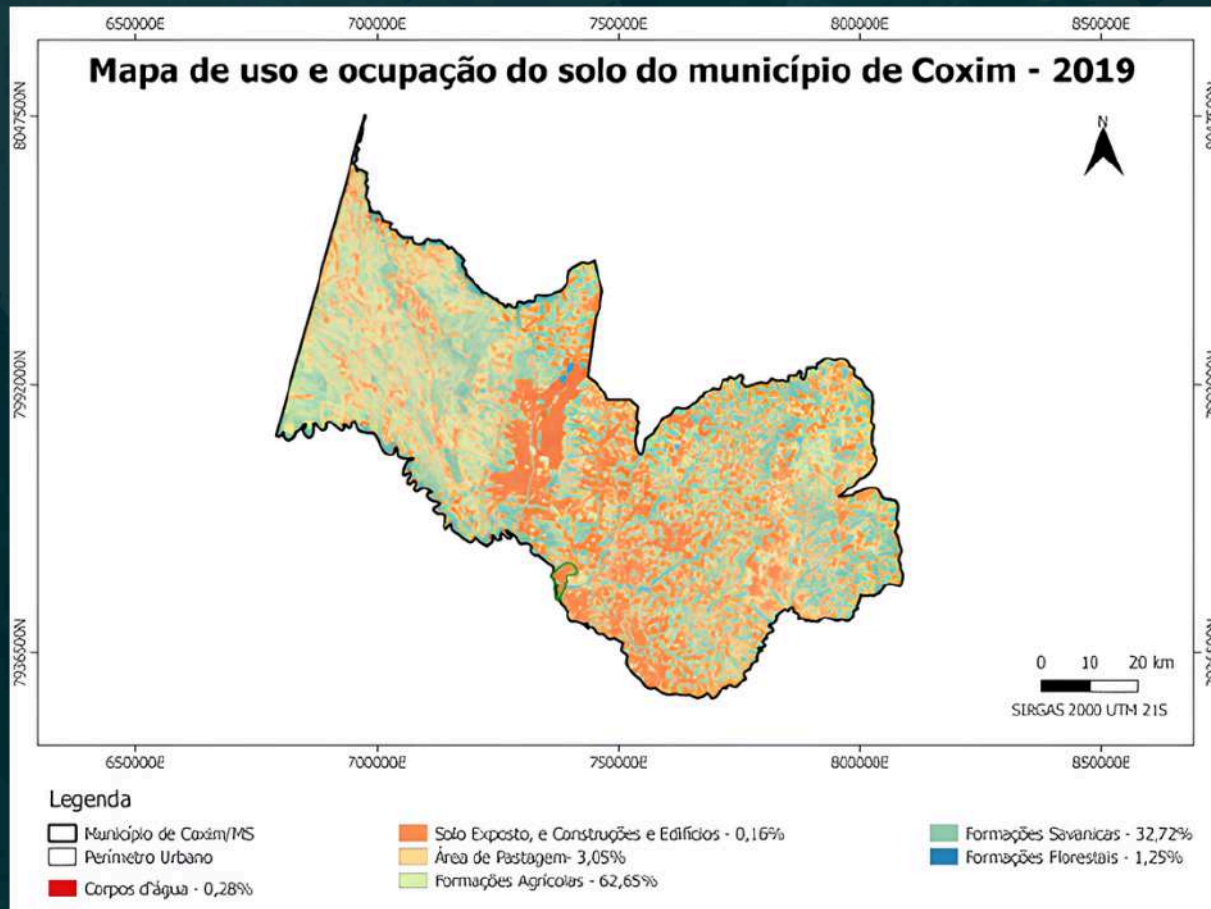 650000E 700000E 750000E 800000E 850000E
Mapa de uso e ocupação do solo do município de Coxim - 2019
N
8047500N
7992000N
7936500N
0 10 20 km
SIRGAS 2000 UTM 21S
650000E 700000E 750000E 800000E 850000E
Legenda
Município de Coxim/MS
Perímetro Urbano
Corpos d'água - 0,28%
Solo Exposto, e Construções e Edifícios - 0,16%
Área de Pastagem- 3,05%
Formações Agrícolas - 62,65%
Formações Savanicas - 32,72%
Formações Florestais - 1,25%